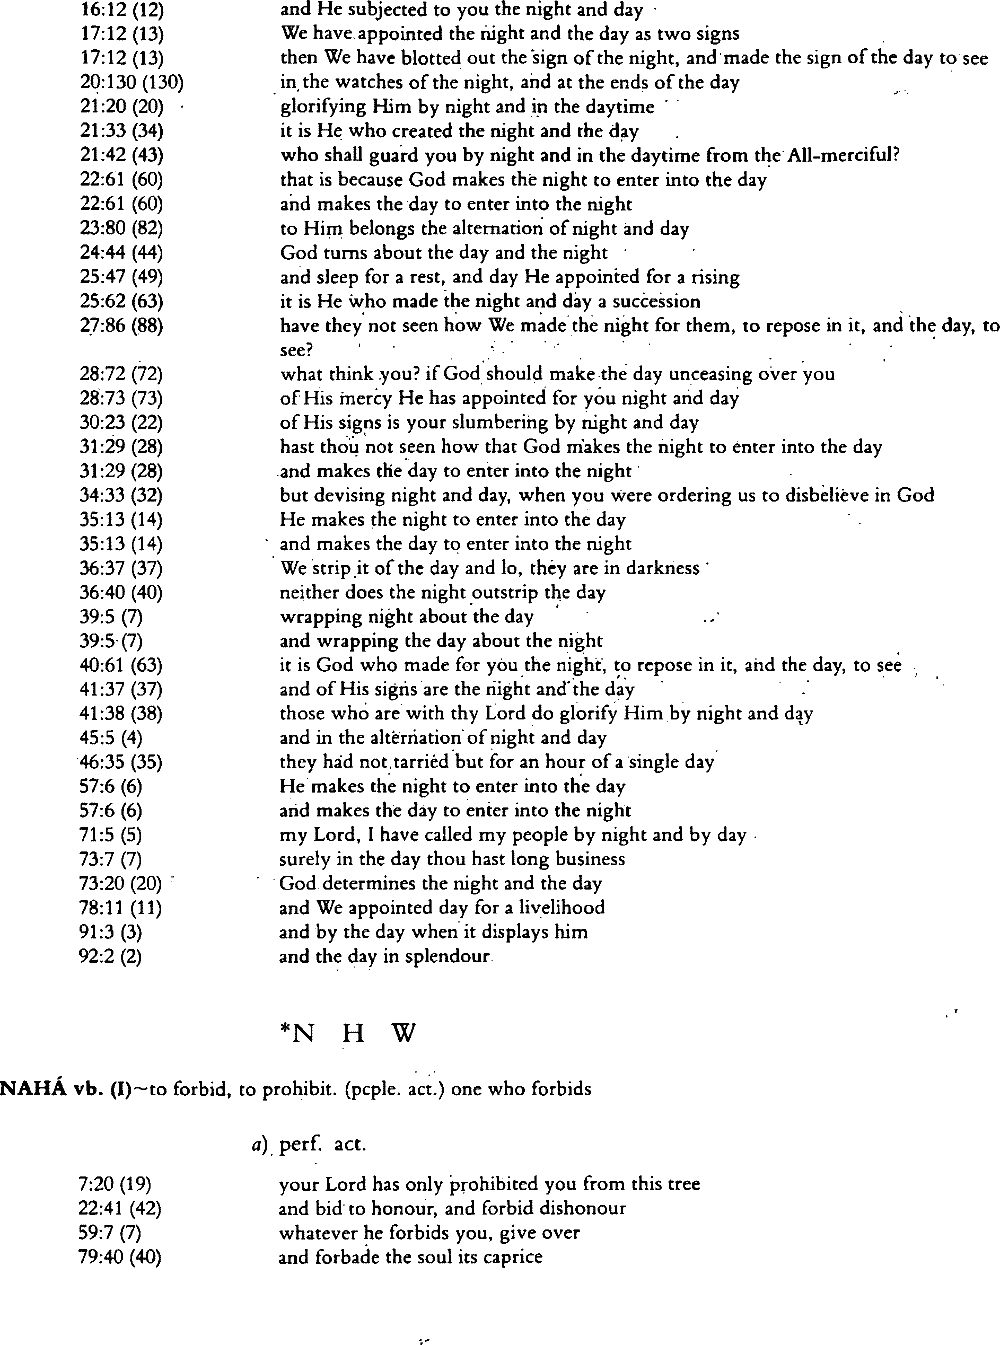 16:12 (12) and He subjected to you the night and day
17:12 (13) We have appointed the night and the day as two signs
17:12 (13) then We have blotted out the sign of the night, and made the sign of the day to see
20:130 (130) in the watches of the night, and at the ends of the day
21:20 (20) glorifying Him by night and in the daytime
21:33 (34) it is He who created the night and the day
21:42 (43) who shall guard you by night and in the daytime from the All-merciful?
22:61 (60) that is because God makes the night to enter into the day
22:61 (60) and makes the day to enter into the night
23:80 (82) to Him belongs the alternation of night and day
24:44 (44) God turns about the day and the night
25:47 (49) and sleep for a rest, and day He appointed for a rising
25:62 (63) it is He who made the night and day a succession
27:86 (88) have they not seen how We made the night for them, to repose in it, and the day, to
see?
28:72 (72) what think you? if God should make the day unceasing over you
28:73 (73) of His mercy He has appointed for you night and day
30:23 (22) of His signs is your slumbering by night and day
31:29 (28) hast thou not seen how that God makes the night to enter into the day
31:29 (28) and makes the day to enter into the night
34:33 (32) but devising night and day, when you were ordering us to disbelieve in God
35:13 (14) He makes the night to enter into the day
35:13 (14) and makes the day to enter into the night
36:37 (37) We strip it of the day and lo, they are in darkness
36:40 (40) neither does the night outstrip the day
39:5 (7) wrapping night about the day
39:5 (7) and wrapping the day about the night
40:61 (63) it is God who made for you the night, to repose in it, and the day, to see
41:37 (37) and of His signs are the night and the day
41:38 (38) those who are with thy Lord do glorify Him by night and day
45:5 (4) and in the alternation of night and day
46:35 (35) they had not tarried but for an hour of a single day
57:6 (6) He makes the night to enter into the day
57:6 (6) and makes the day to enter into the night
71:5 (5) my Lord, I have called my people by night and by day
73:7 (7) surely in the day thou hast long business
73:20 (20) God determines the night and the day
78:11 (11) and We appointed day for a livelihood
91:3 (3) and by the day when it displays him
92:2 (2) and the day in splendour
*N H W
NAHÁ vb. (I)~to forbid, to prohibit. (pcple. act.) one who forbids
a) perf. act.
7:20 (19) your Lord has only prohibited you from this tree
22:41 (42) and bid to honour, and forbid dishonour
59:7 (7) whatever he forbids you, give over
79:40 (40) and forbade the soul its caprice